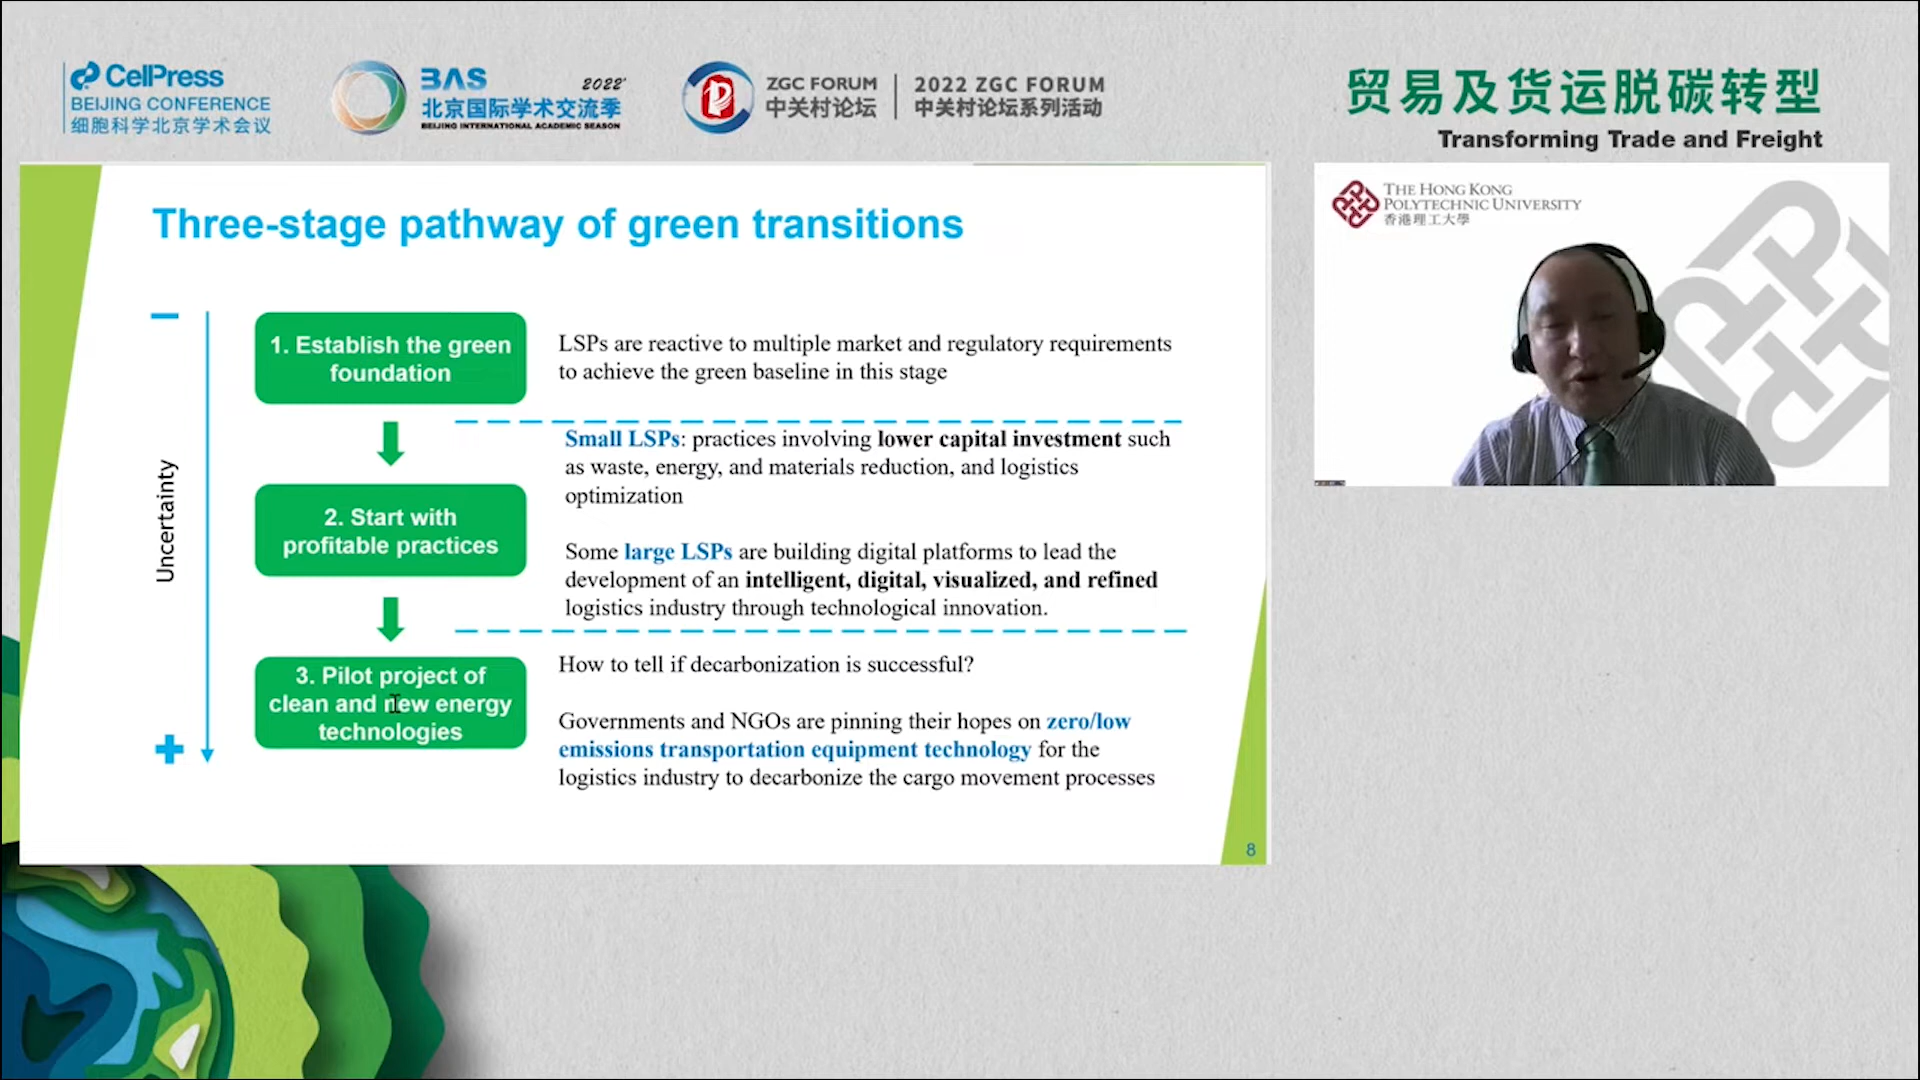 CellPress
BEIJING CONFERENCE
细胞科学北京学术会议
BAS 2022
北京国际学术交流季
BEIJING INTERNATIONAL ACADEMIC SEASON
ZGC FORUM
中关村论坛
2022 ZGC FORUM
中关村论坛系列活动
贸易及货运脱碳转型
Transforming Trade and Freight
THE HONG KONG
POLYTECHNIC UNIVERSITY
香港理工大學
Three-stage pathway of green transitions
Uncertainty
1. Establish the green
foundation
LSPs are reactive to multiple market and regulatory requirements
to achieve the green baseline in this stage
2. Start with
profitable practices
Small LSPs: practices involving lower capital investment such
as waste, energy, and materials reduction, and logistics
optimization
Some large LSPs are building digital platforms to lead the
development of an intelligent, digital, visualized, and refined
logistics industry through technological innovation.
3. Pilot project of
clean and new energy
technologies
How to tell if decarbonization is successful?
Governments and NGOs are pinning their hopes on zero/low
emissions transportation equipment technology for the
logistics industry to decarbonize the cargo movement processes
8